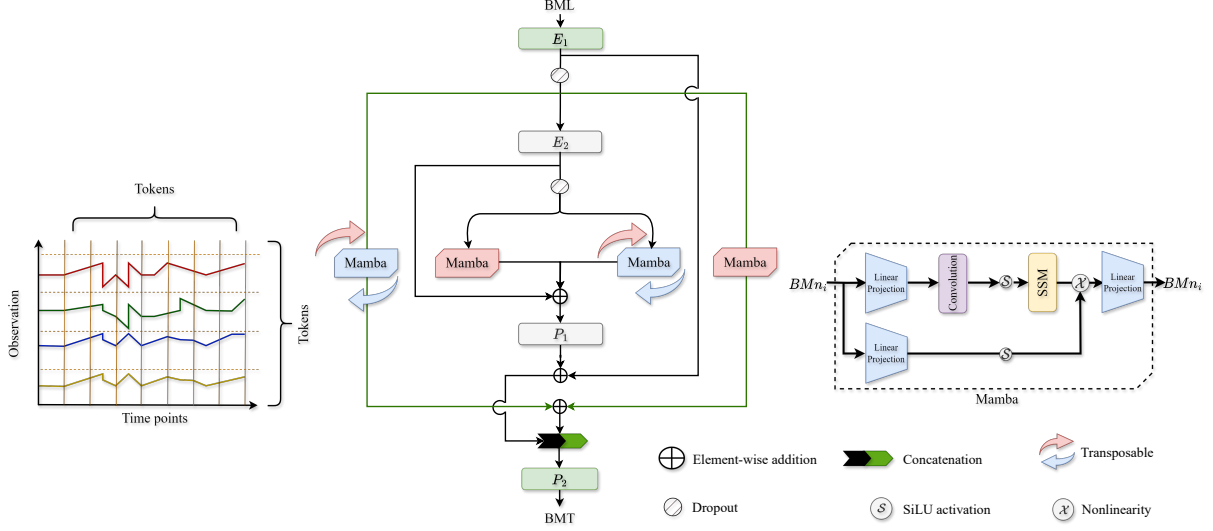 BML
E₁
E₂
Tokens
Mamba
Mamba
Mamba
Mamba
Observation
Tokens
Time points
P₁
P₂
BMT
BMnᵢ
Linear
Projection
Convolution
S
SSM
X
Linear
Projection
BMnᵢ
Linear
Projection
S
Mamba
Element-wise addition
Concatenation
Transposable
Dropout
S
SiLU activation
X
Nonlinearity